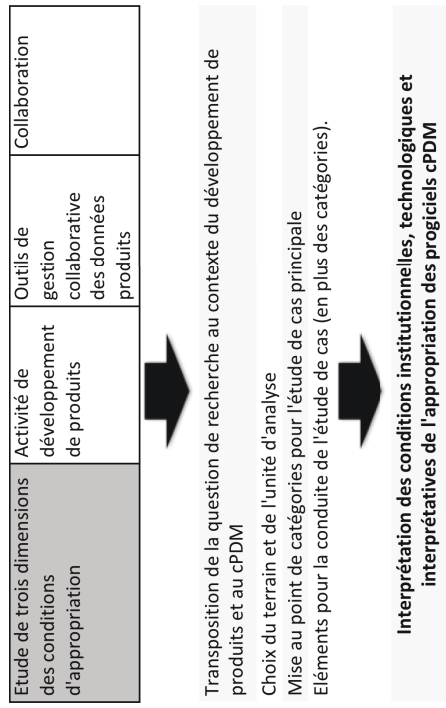 Etude de trois dimensions
des conditions
d'appropriation
Activité de
développement
de produits
Outils de
gestion
collaborative
des données
produits
Collaboration
Transposition de la question de recherche au contexte du développement de
produits et au cPDM
Choix du terrain et de l'unité d'analyse
Mise au point de catégories pour l'étude de cas principale
Eléments pour la conduite de l'étude de cas (en plus des catégories).
Interprétation des conditions institutionnelles, technologiques et
interprétatives de l'appropriation des progiciels cPDM